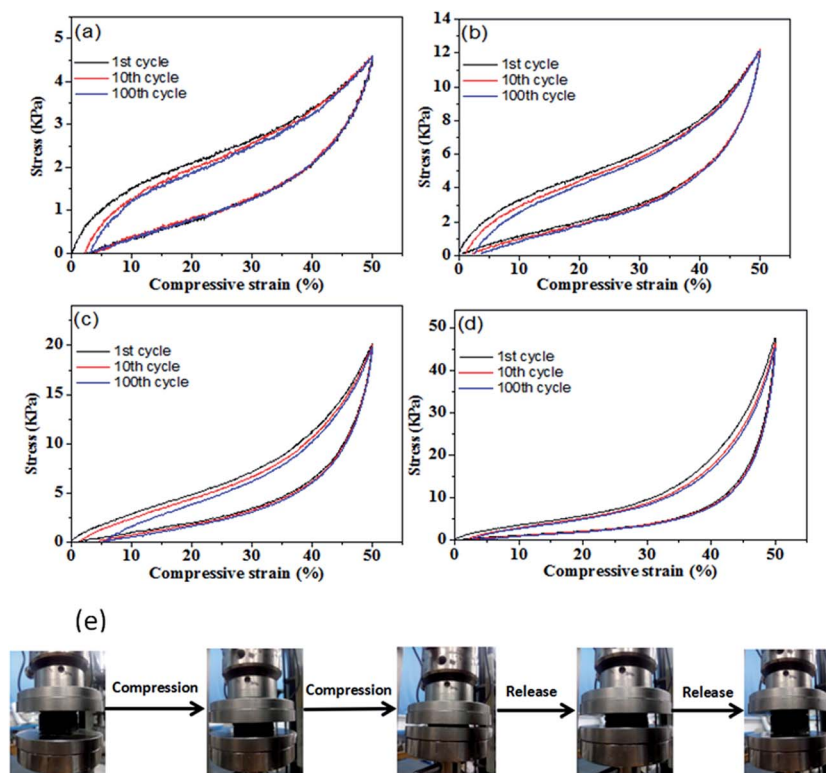 (a)
1st cycle
10th cycle
100th cycle
Stress (KPa)
5
4
3
2
1
0
0 10 20 30 40 50
Compressive strain (%)
(b)
1st cycle
10th cycle
100th cycle
Stress (KPa)
14
12
10
8
6
4
2
0
0 10 20 30 40 50
Compressive strain (%)
(c)
1st cycle
10th cycle
100th cycle
Stress (KPa)
20
15
10
5
0
0 10 20 30 40 50
Compressive strain (%)
(d)
1st cycle
10th cycle
100th cycle
Stress (KPa)
50
40
30
20
10
0
0 10 20 30 40 50
Compressive strain (%)
(e)
Compression
Compression
Release
Release